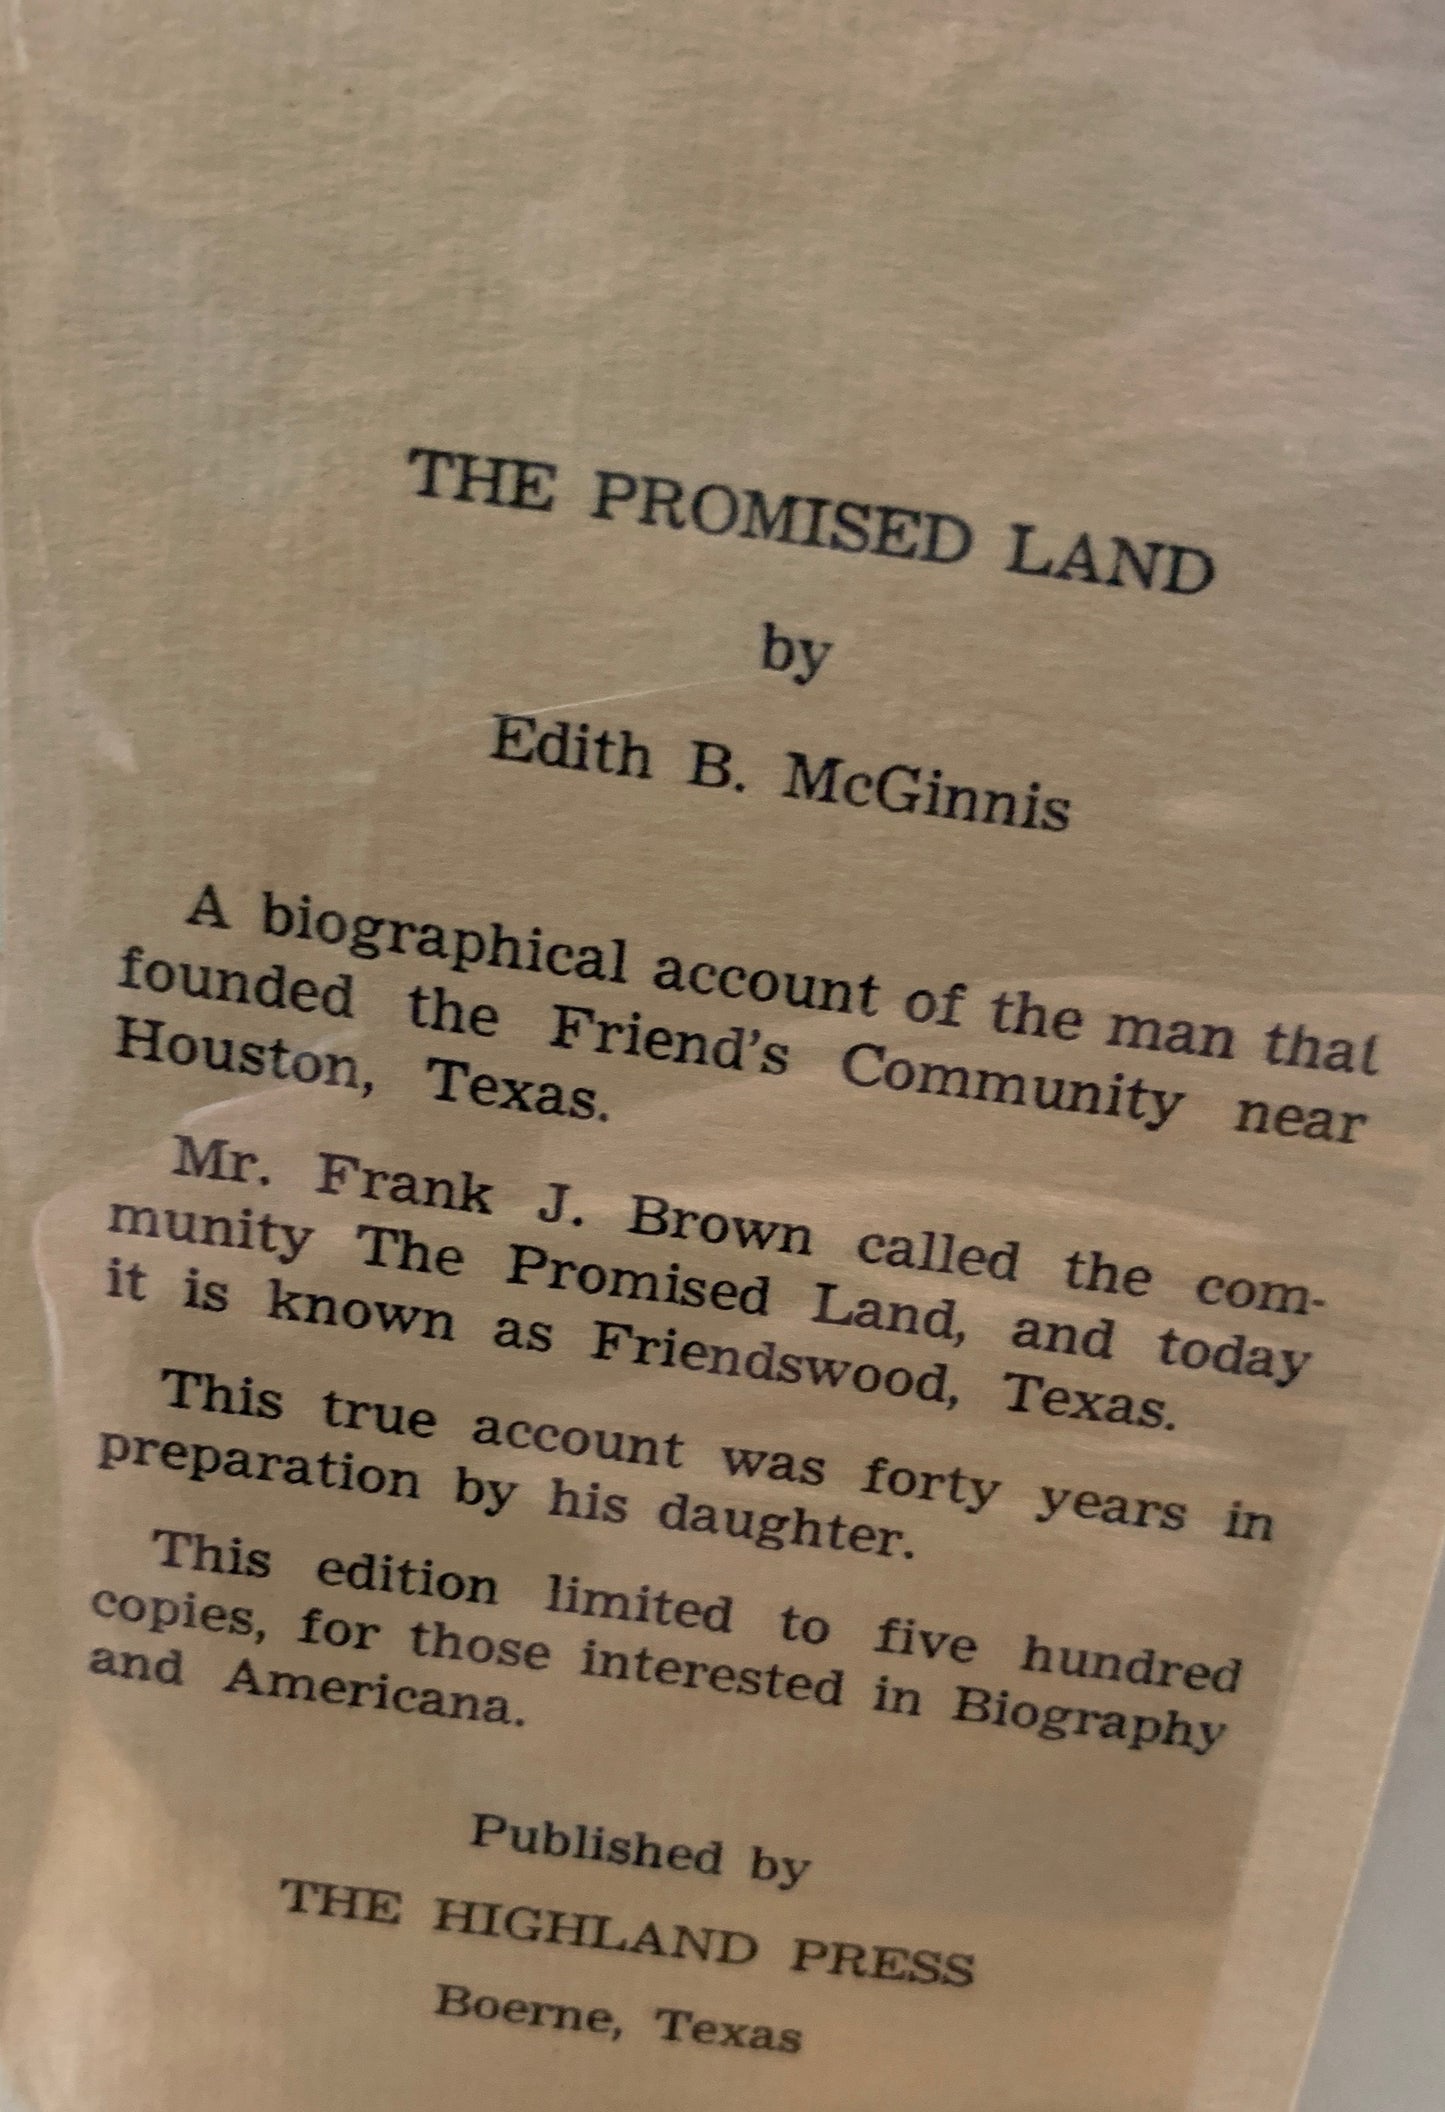 THE PROMISED LAND
by
Edith B. McGinnis
A biographical account of the man that
founded the Friend's Community near
Houston, Texas.
Mr. Frank J. Brown called the com-
munity The Promised Land, and today
it is known as Friendswood, Texas.
This true account was forty years in
preparation by his daughter.
This edition limited to five hundred
copies, for those interested in Biography
and Americana.
Published by
THE HIGHLAND PRESS
Boerne, Texas